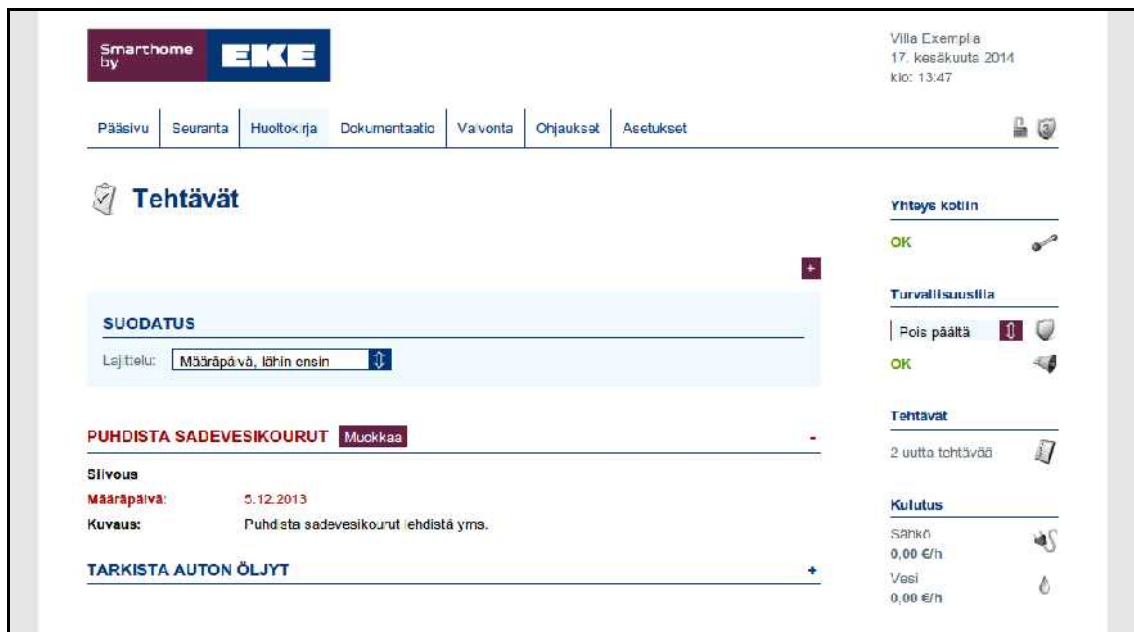 Smarthome
by
EKE
Villa Exempla
17. kesäkuuta 2014
klo: 13:47
Pääsivu Seuranta Huoltokirja Dokumentaatio Valvonta Ohjaukset Asetukset
Tehtävät
+
SUODATUS
Lajittelu: Määräpäivä, lähin ensin
PUHDISTA SADEVESIKOURUT Muokkaa -
Siivous
Määräpäivä: 5.12.2013
Kuvaus: Puhdista sadevesikourut lehdistä yms.
TARKISTA AUTON ÖLJYT +
Yhteys kotiin
OK
Turvallisuustila
Pois päältä
OK
Tehtävät
2 uutta tehtävää
Kulutus
Sähkö
0,00 €/h
Vesi
0,00 €/h